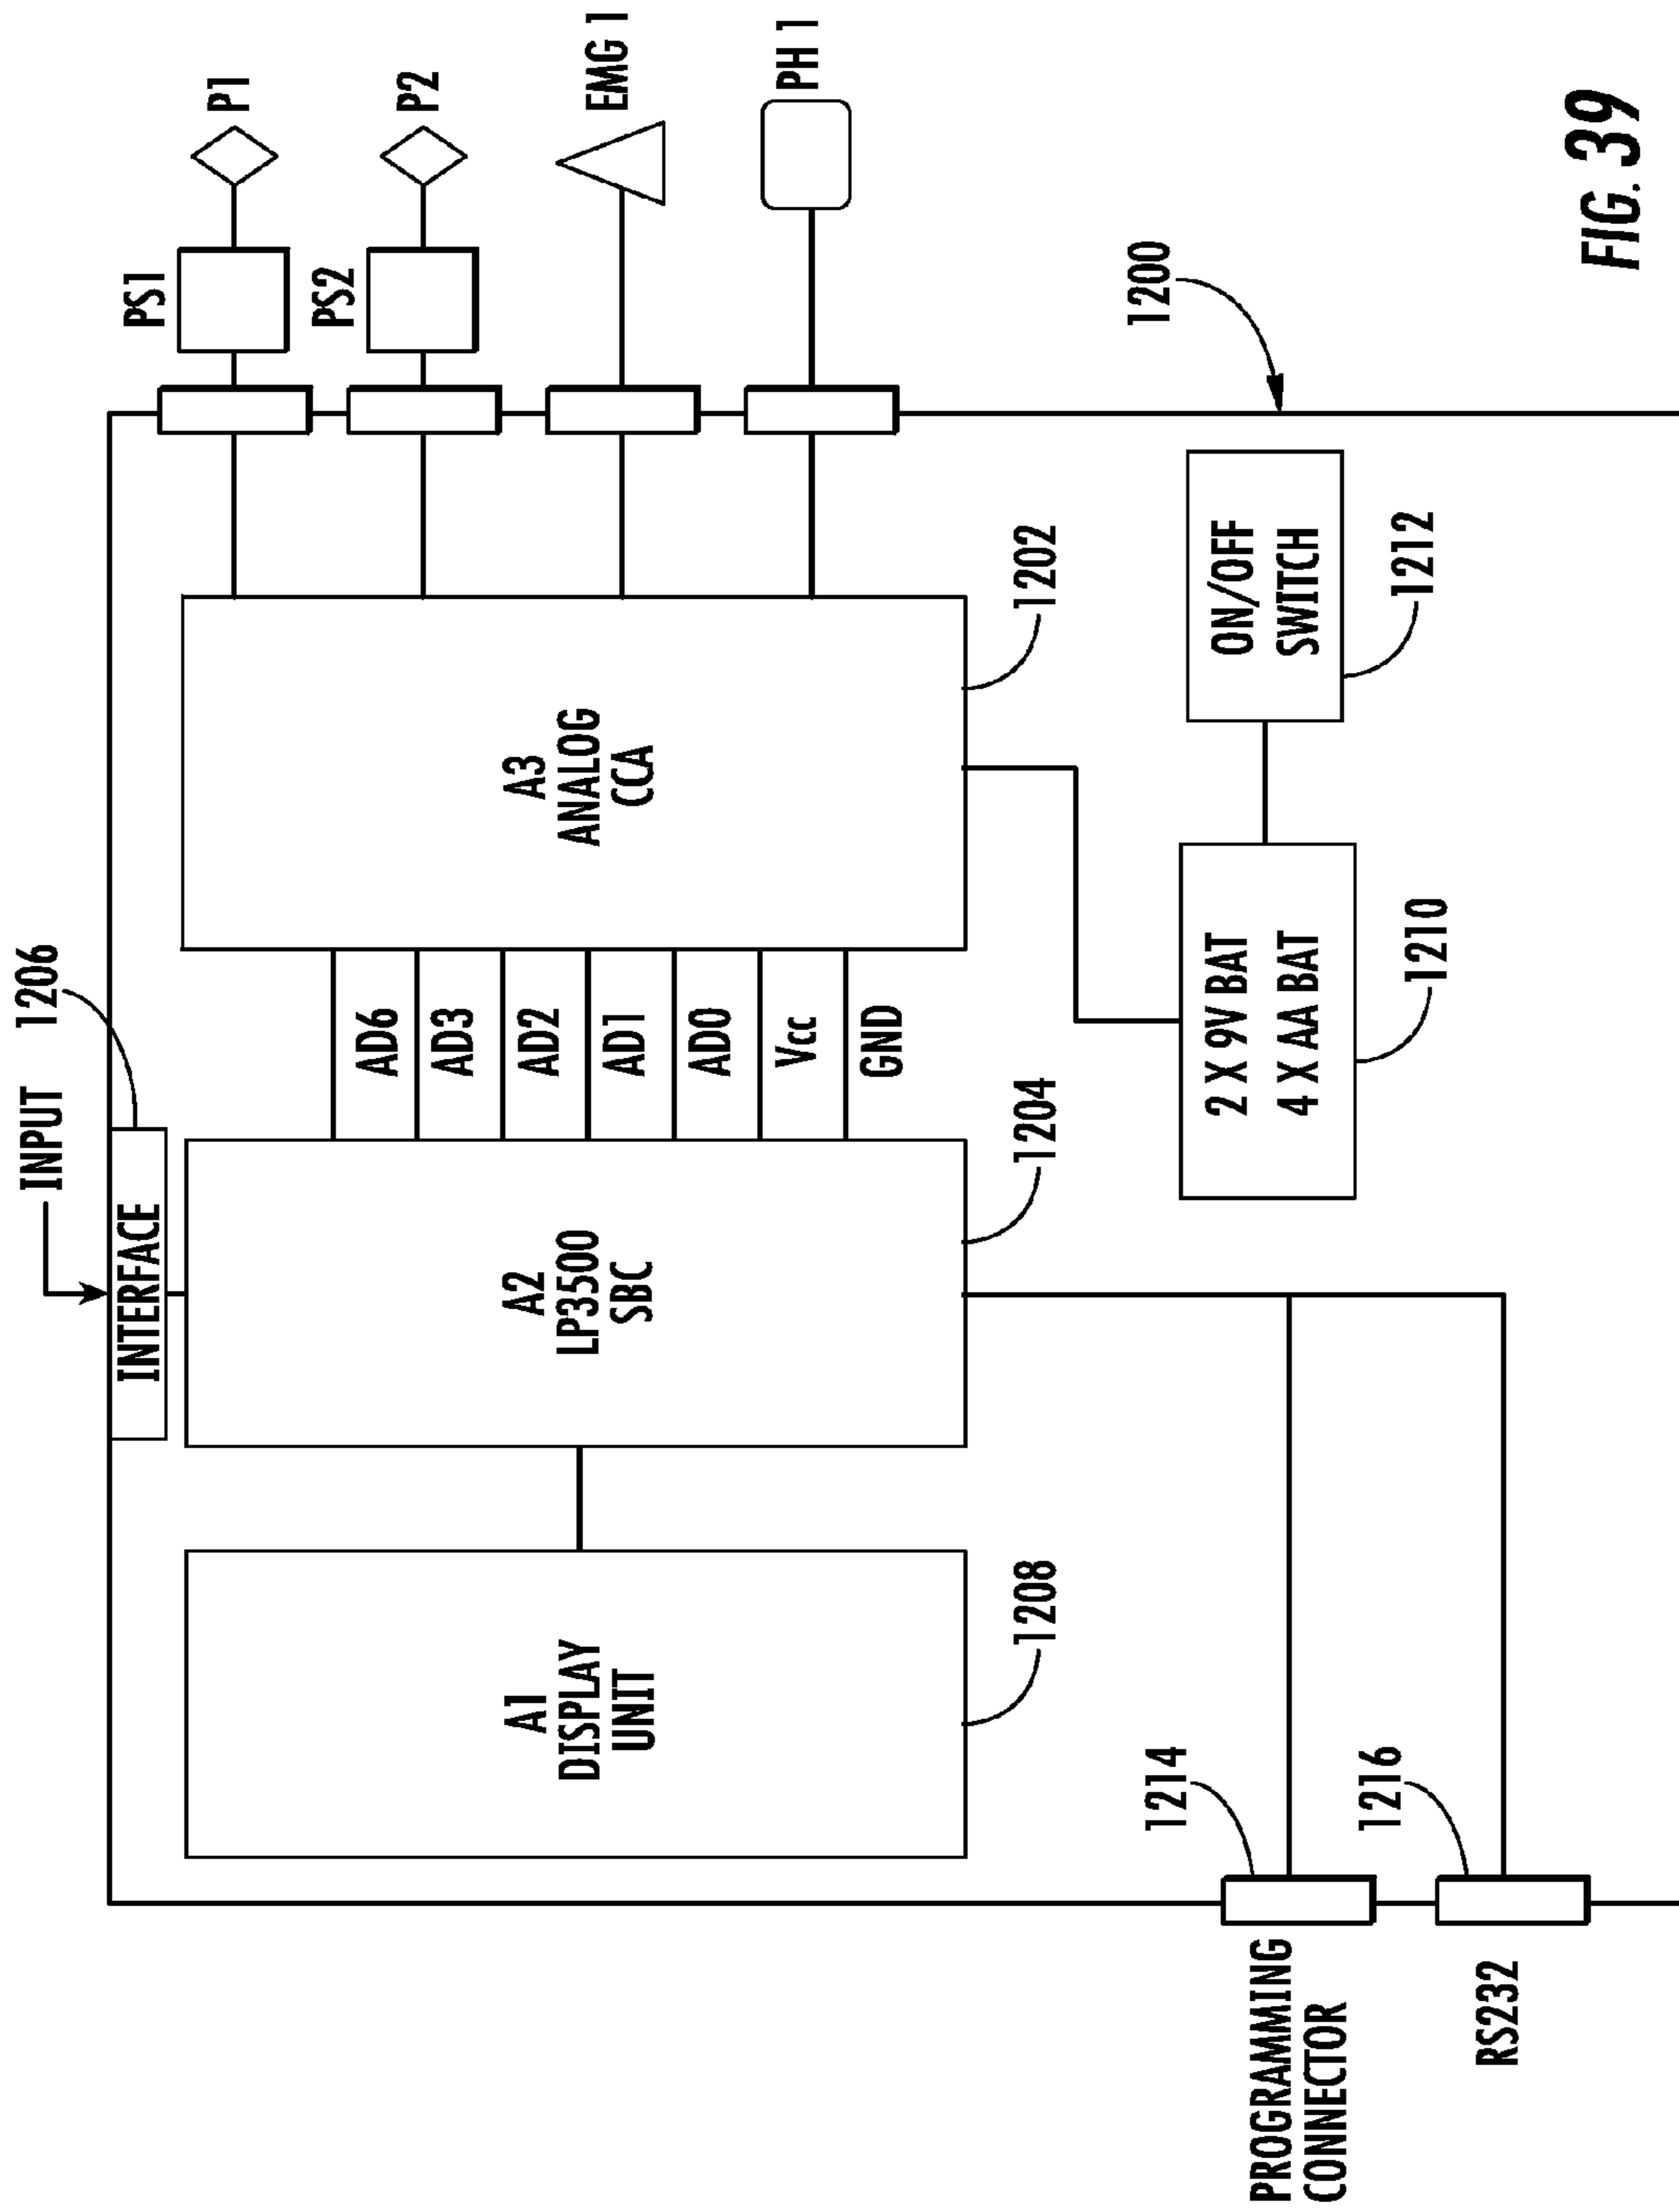 INPUT
1206
INTERFACE
A1
DISPLAY
UNIT
1208
A2
LP3500
SBC
1204
AD6
AD3
AD2
AD1
AD0
Vcc
GND
A3
ANALOG
CCA
1202
PS1
P1
PS2
P2
EMG 1
PH 1
1200
2 X 9V BAT
4 X AA BAT
1210
ON/OFF
SWITCH
1212
1214
PROGRAMMING
CONNECTOR
1216
RS232
FIG. 39